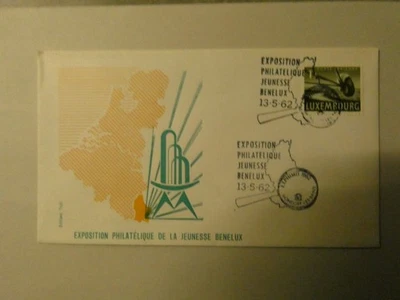 EXPOSITION
PHILATELIQUE
JEUNESSE
BENELUX
13-5-62
LUXEMBOURG
EXPOSITION
PHILATELIQUE
JEUNESSE
BENELUX
13-5-62
EXPOSITION PHILATÉLIQUE DE LA JEUNESSE BENELUX